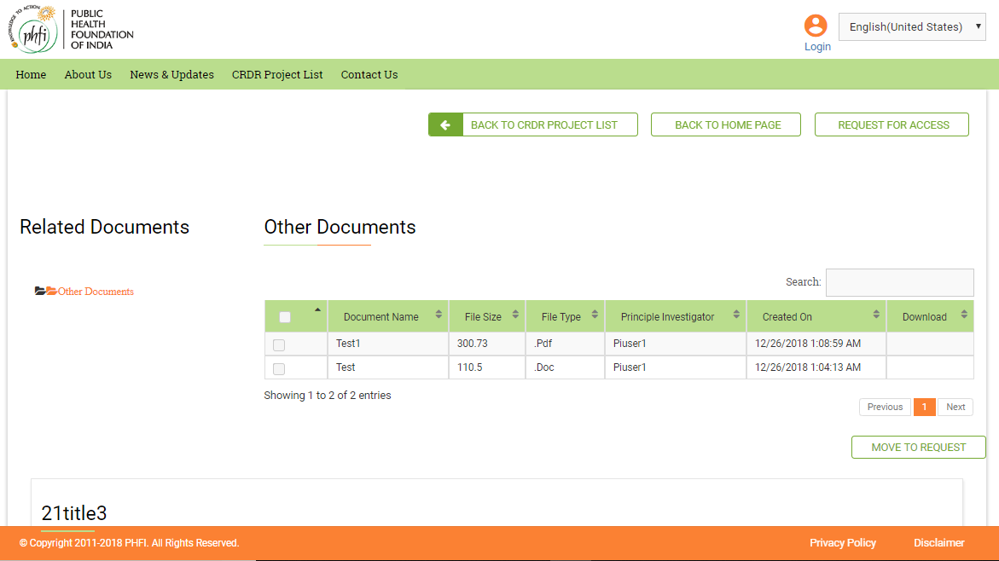 KNOWLEDGE TO ACTION
phfi
PUBLIC
HEALTH
FOUNDATION
OF INDIA
Login
English(United States)
Home About Us News & Updates CRDR Project List Contact Us
BACK TO CRDR PROJECT LIST BACK TO HOME PAGE REQUEST FOR ACCESS
Related Documents
Other Documents
Other Documents
Search:
Document Name File Size File Type Principle Investigator Created On Download
Test1 300.73 .Pdf Piuser1 12/26/2018 1:08:59 AM
Test 110.5 .Doc Piuser1 12/26/2018 1:04:13 AM
Showing 1 to 2 of 2 entries
Previous 1 Next
MOVE TO REQUEST
21title3
© Copyright 2011-2018 PHFI. All Rights Reserved. Privacy Policy Disclaimer